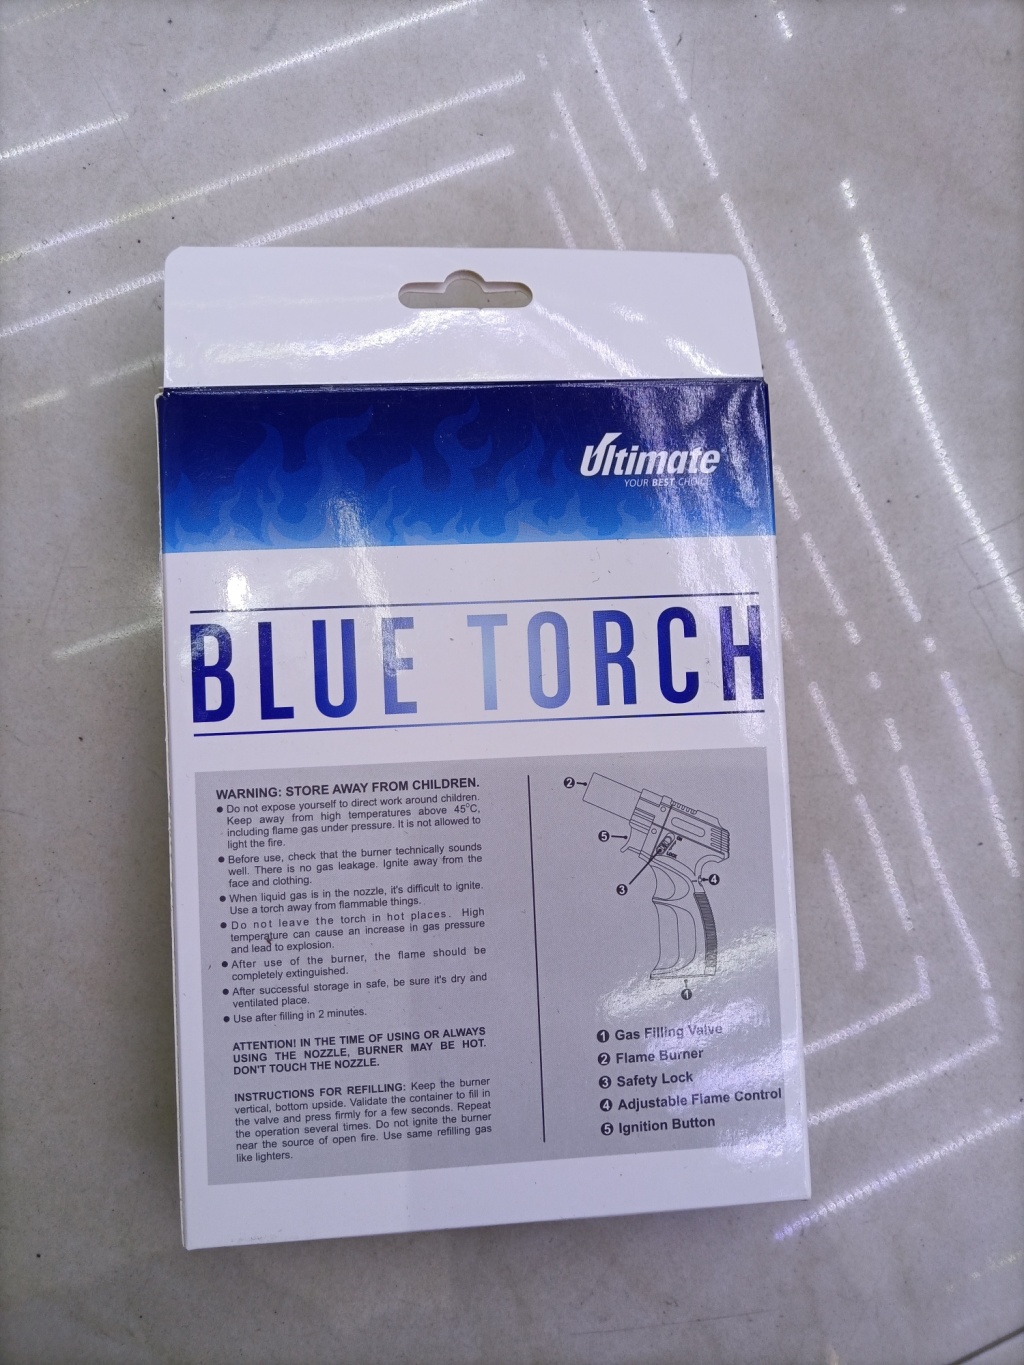 Ultimate
YOUR BEST CHOICE
BLUE TORCH
WARNING: STORE AWAY FROM CHILDREN.
● Do not expose yourself to direct work around children.
Keep away from high temperatures above 45°C,
including flame gas under pressure. It is not allowed to
light the fire.
● Before use, check that the burner technically sounds
well. There is no gas leakage. Ignite away from the
face and clothing.
● When liquid gas is in the nozzle, it's difficult to ignite.
Use a torch away from flammable things.
● Do not leave the torch in hot places. High
temperature can cause an increase in gas pressure
and lead to explosion.
● After use of the burner, the flame should be
completely extinguished.
● After successful storage in safe, be sure it's dry and
ventilated place.
● Use after filling in 2 minutes.
ATTENTION! IN THE TIME OF USING OR ALWAYS
USING THE NOZZLE, BURNER MAY BE HOT.
DON'T TOUCH THE NOZZLE.
INSTRUCTIONS FOR REFILLING: Keep the burner
vertical, bottom upside. Validate the container to fill in
the valve and press firmly for a few seconds. Repeat
the operation several times. Do not ignite the burner
near the source of open fire. Use same refilling gas
like lighters.
2
5
ON
LOCK
3
4
1
1 Gas Filling Valve
2 Flame Burner
3 Safety Lock
4 Adjustable Flame Control
5 Ignition Button